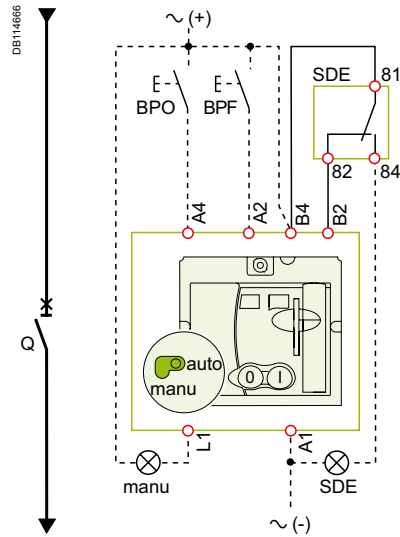 DB114666
~ (+)
SDE
81
BPO
BPF
82
84
A4
A2
B4
B2
Q
auto
manu
0
I
L1
A1
manu
SDE
~ (-)